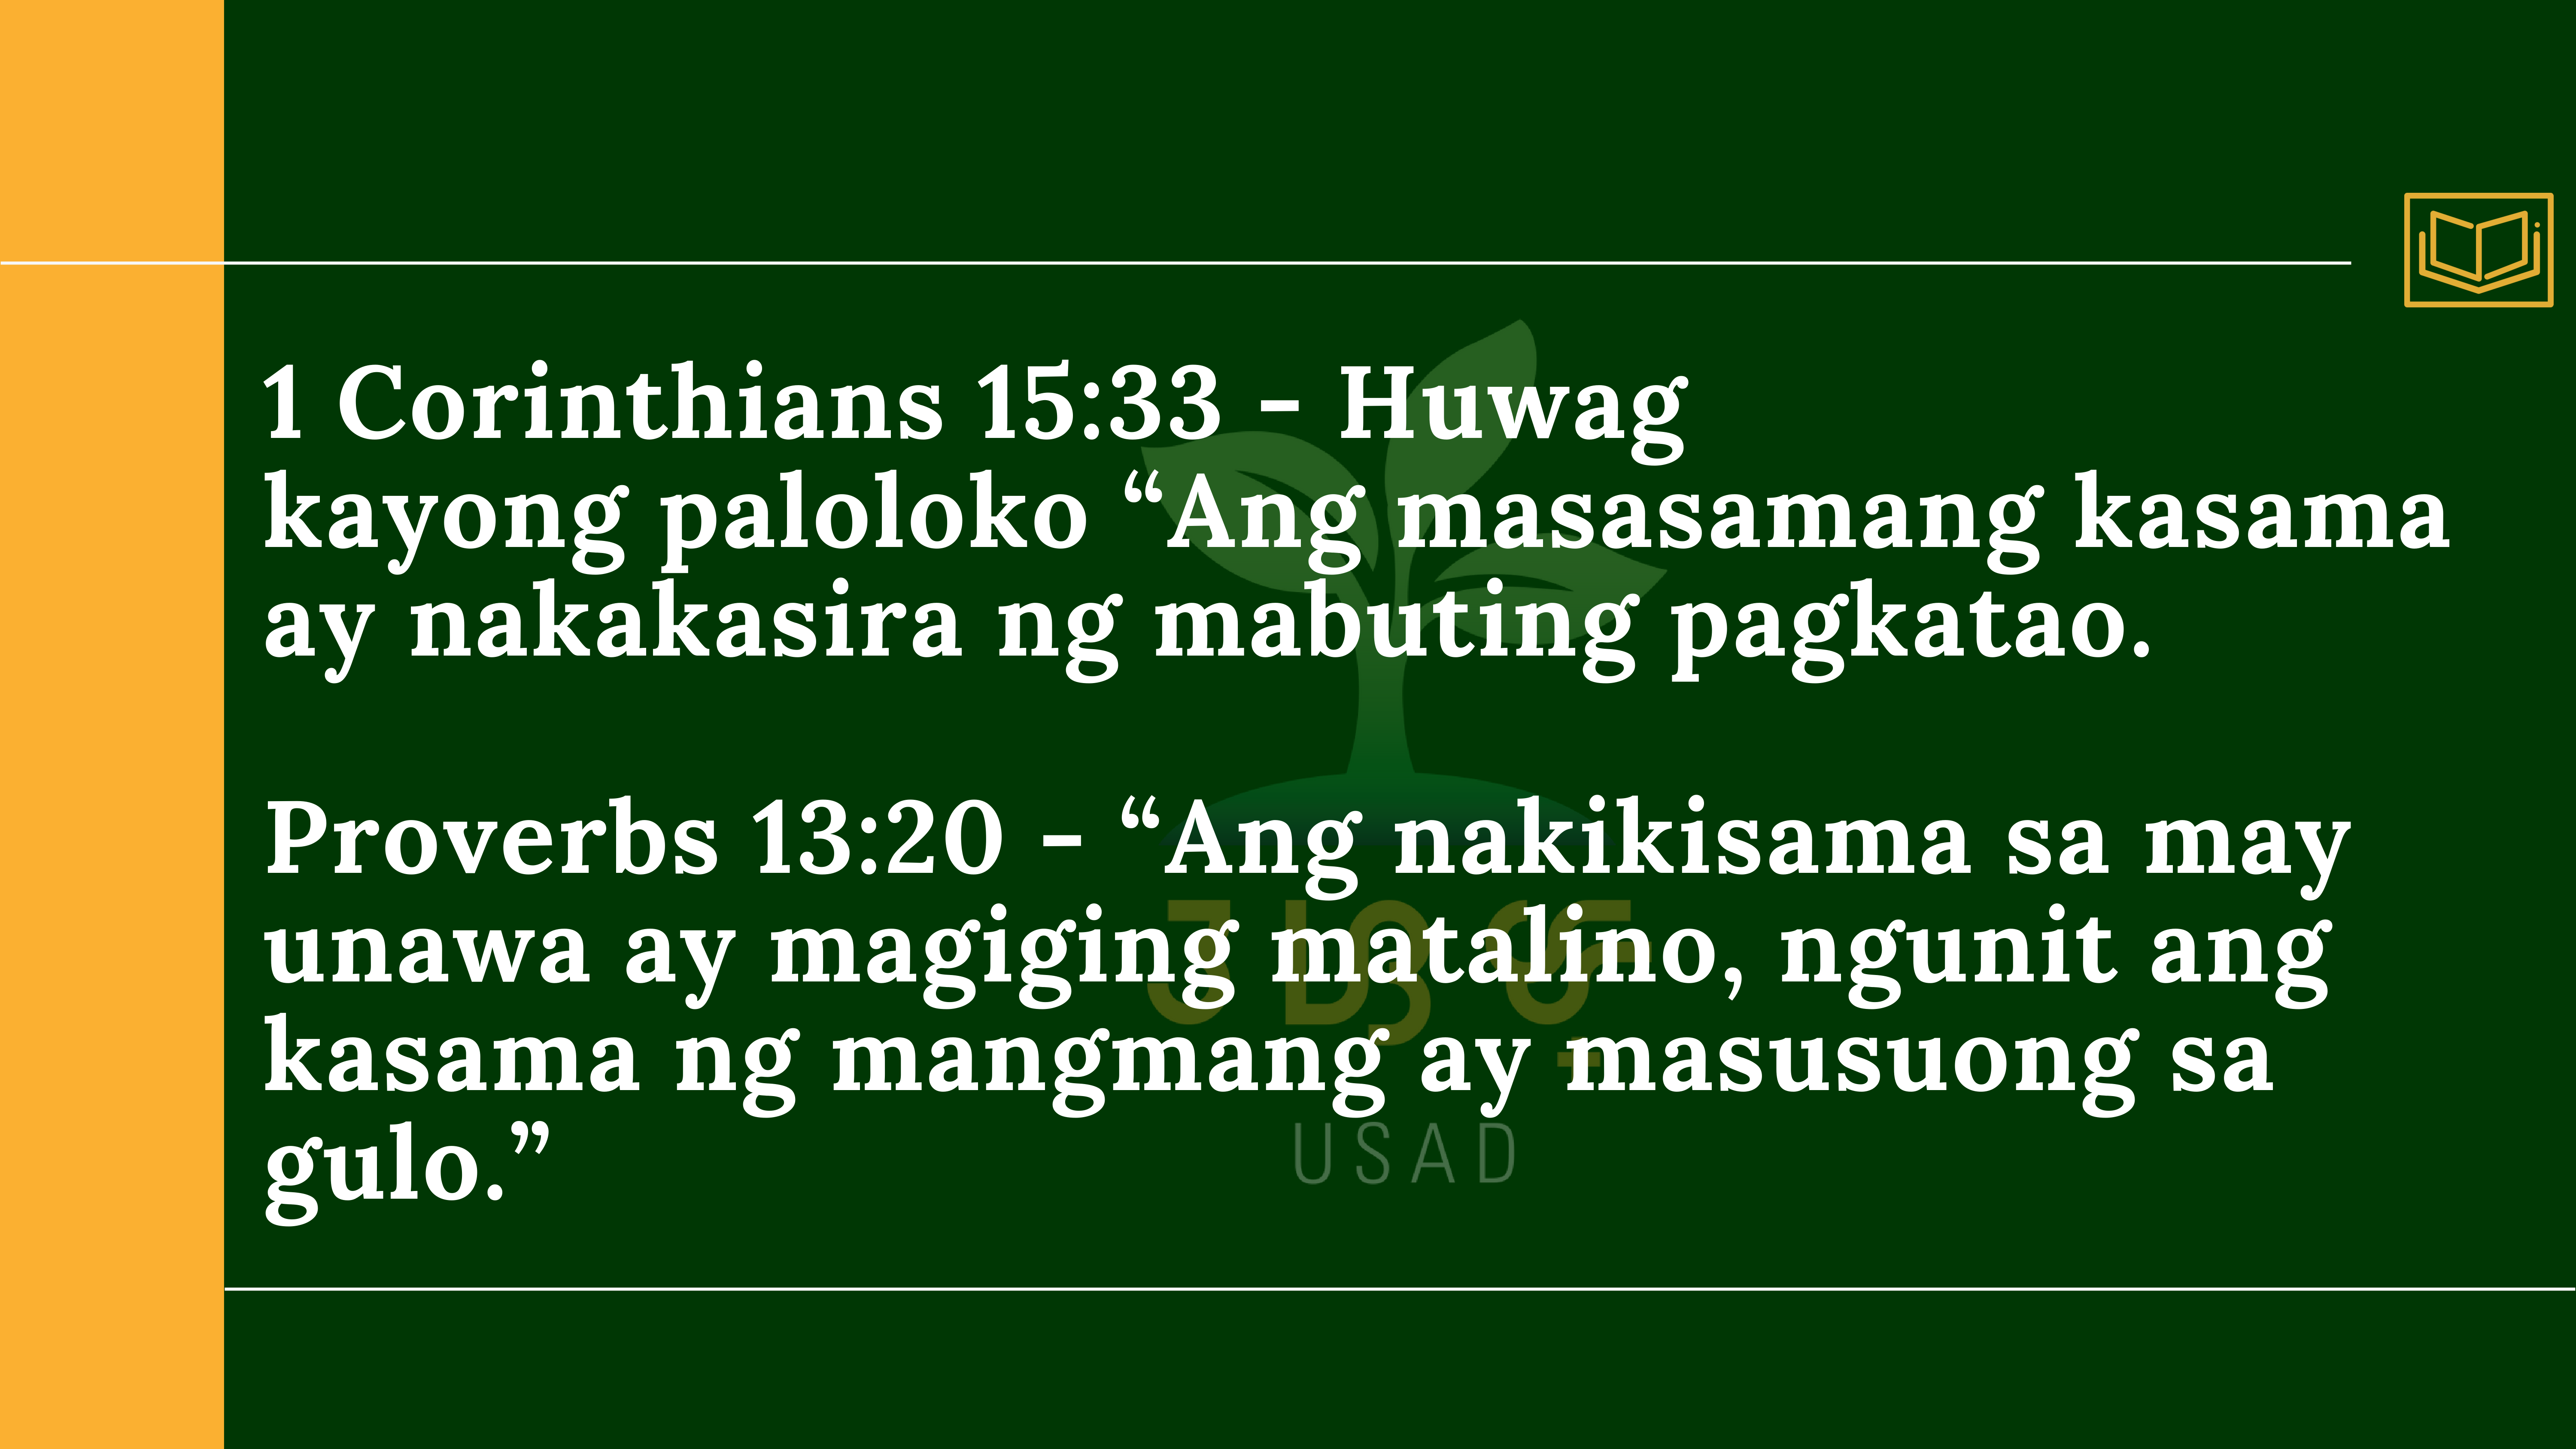 1 Corinthians 15:33 - Huwag
kayong paloloko “Ang masasamang kasama
ay nakakasira ng mabuting pagkatao.
Proverbs 13:20 - “Ang nakikisama sa may
unawa ay magiging matalino, ngunit ang
kasama ng mangmang ay masusuong sa
gulo.”
USAD